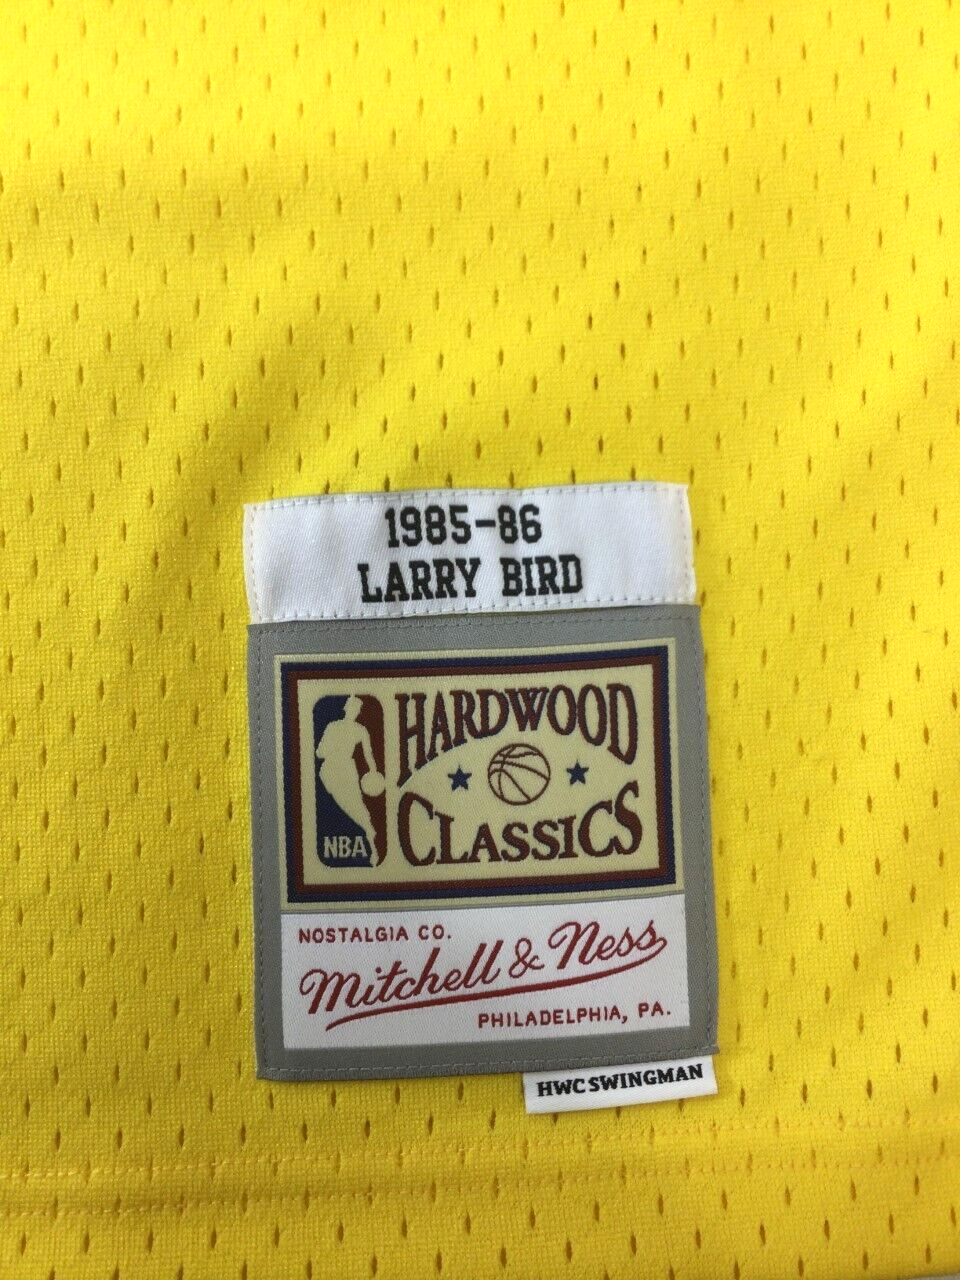 1985-86
LARRY BIRD
HARDWOOD
CLASSICS
NBA
NOSTALGIA CO.
Mitchell & Ness
PHILADELPHIA, PA.
HWC SWINGMAN